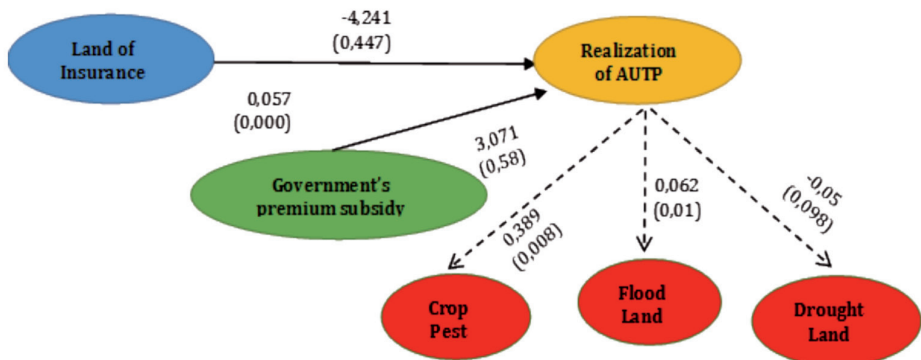 -4,241
(0,447)
Land of
Insurance
Realization
of AUTP
0,057
(0,000)
3,071
(0,58)
Government's
premium subsidy
0,389
(0,008)
0,062
(0,01)
-0,05
(0,098)
Crop
Pest
Flood
Land
Drought
Land